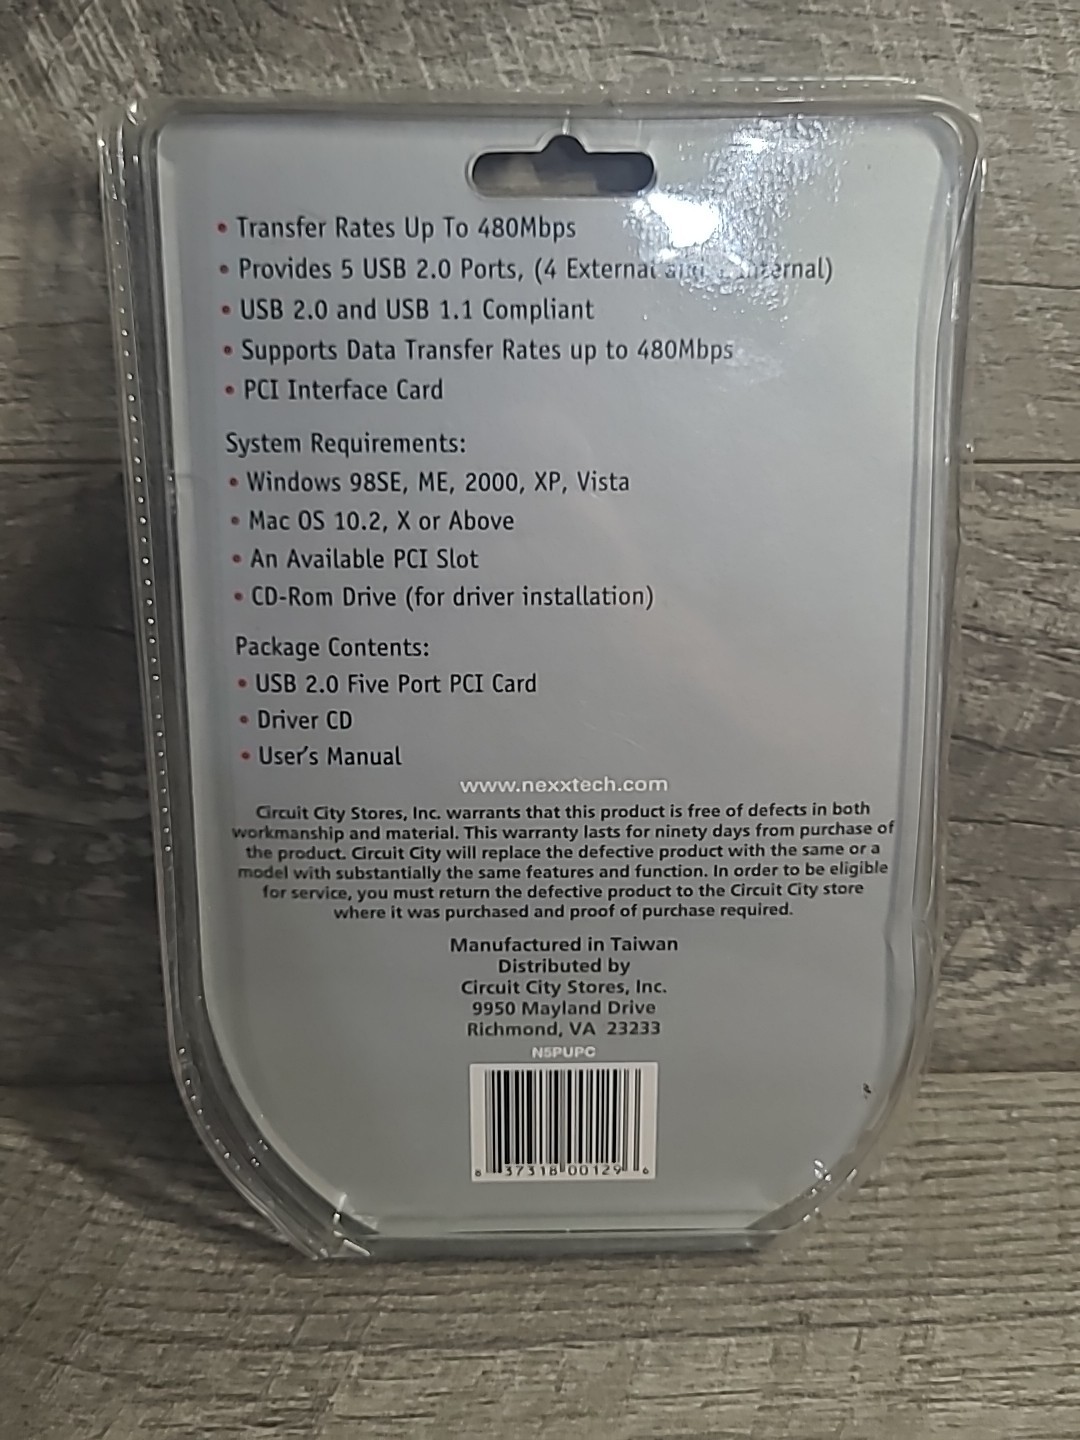 • Transfer Rates Up To 480Mbps
• Provides 5 USB 2.0 Ports, (4 External and 1 Internal)
• USB 2.0 and USB 1.1 Compliant
• Supports Data Transfer Rates up to 480Mbps
• PCI Interface Card
System Requirements:
• Windows 98SE, ME, 2000, XP, Vista
• Mac OS 10.2, X or Above
• An Available PCI Slot
• CD-Rom Drive (for driver installation)
Package Contents:
• USB 2.0 Five Port PCI Card
• Driver CD
• User's Manual
www.nexxtech.com
Circuit City Stores, Inc. warrants that this product is free of defects in both
workmanship and material. This warranty lasts for ninety days from purchase of
the product. Circuit City will replace the defective product with the same or a
model with substantially the same features and function. In order to be eligible
for service, you must return the defective product to the Circuit City store
where it was purchased and proof of purchase required.
Manufactured in Taiwan
Distributed by
Circuit City Stores, Inc.
9950 Mayland Drive
Richmond, VA 23233
N5PUPC
8 37318 00129 6